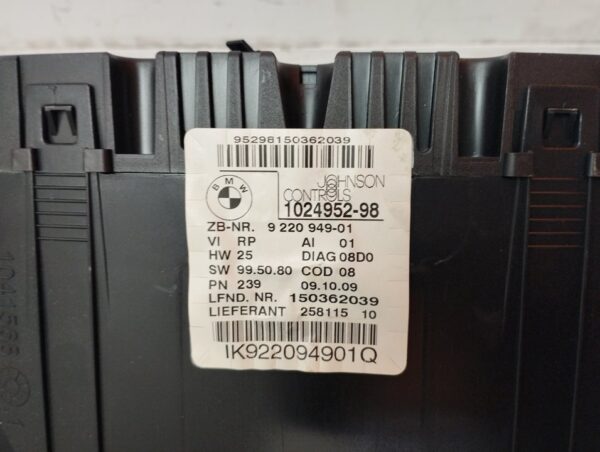 95298150362039
BMW
JOHNSON
CONTROLS
1024952-98
ZB-NR. 9 220 949-01
VI RP AI 01
HW 25 DIAG 08D0
SW 99.50.80 COD 08
PN 239 09.10.09
LFND. NR. 150362039
LIEFERANT 258115 10
IK922094901Q